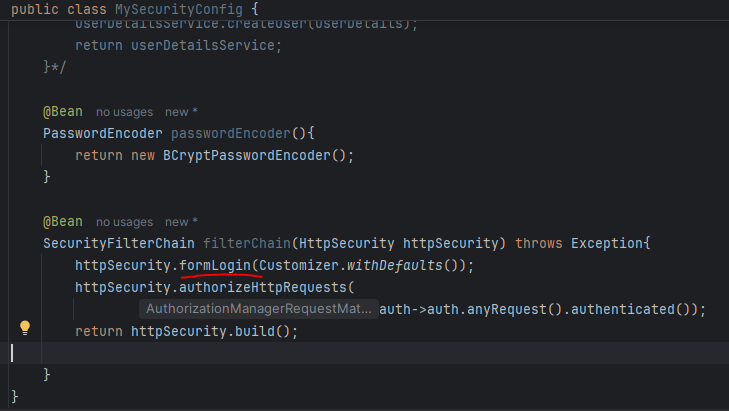 public class MySecurityConfig {
userDetailsService.createUser(userDetails);
return userDetailsService;
}*/
@Bean no usages new *
PasswordEncoder passwordEncoder(){
return new BCryptPasswordEncoder();
}
@Bean no usages new *
SecurityFilterChain filterChain(HttpSecurity httpSecurity) throws Exception{
httpSecurity.formLogin(Customizer.withDefaults());
httpSecurity.authorizeHttpRequests(
AuthorizationManagerRequestMat... auth->auth.anyRequest().authenticated());
return httpSecurity.build();
}
}